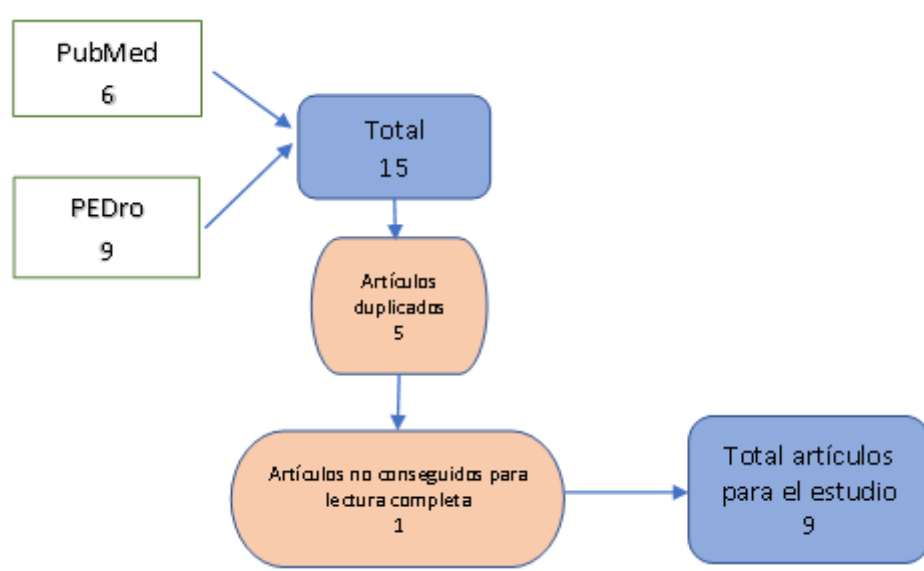 PubMed
6
PEDro
9
Total
15
Artículos
duplicados
5
Artículos no conseguidos para
lectura completa
1
Total artículos
para el estudio
9